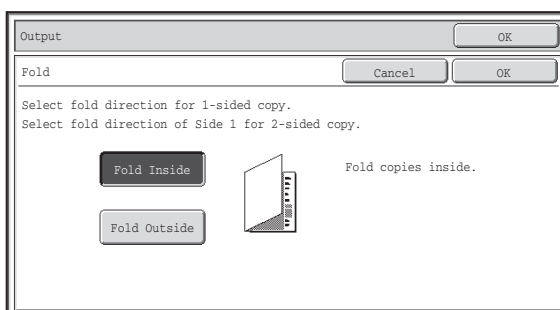 Output OK
Fold Cancel OK
Select fold direction for 1-sided copy.
Select fold direction of Side 1 for 2-sided copy.
Fold Inside Fold copies inside.
Fold Outside